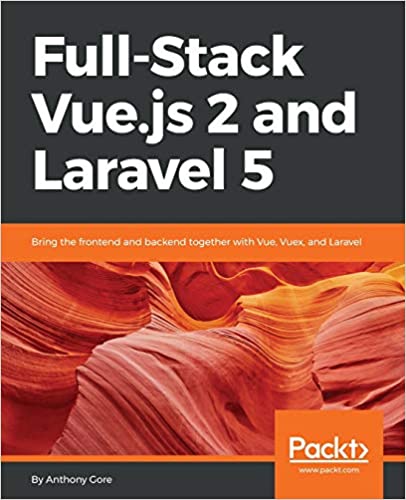 Full-Stack
Vue.js 2 and
Laravel 5
Bring the frontend and backend together with Vue, Vuex, and Laravel
Packt>
www.packt.com
By Anthony Gore